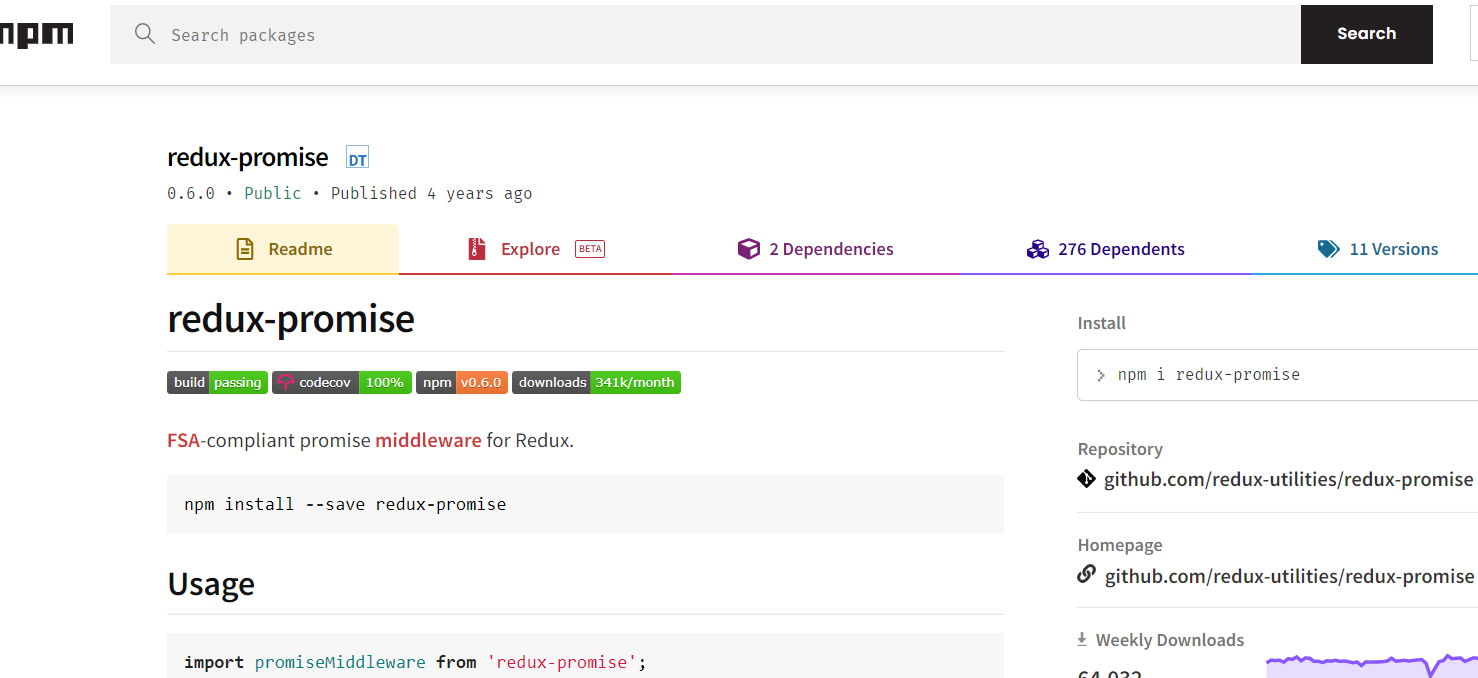 npm
Search packages
Search
redux-promise DT
0.6.0 • Public • Published 4 years ago
Readme
Explore BETA
2 Dependencies
276 Dependents
11 Versions
redux-promise
build passing codecov 100% npm v0.6.0 downloads 341k/month
FSA-compliant promise middleware for Redux.
npm install --save redux-promise
Usage
import promiseMiddleware from 'redux-promise';
Install
> npm i redux-promise
Repository
github.com/redux-utilities/redux-promise
Homepage
github.com/redux-utilities/redux-promise
Weekly Downloads
64,032